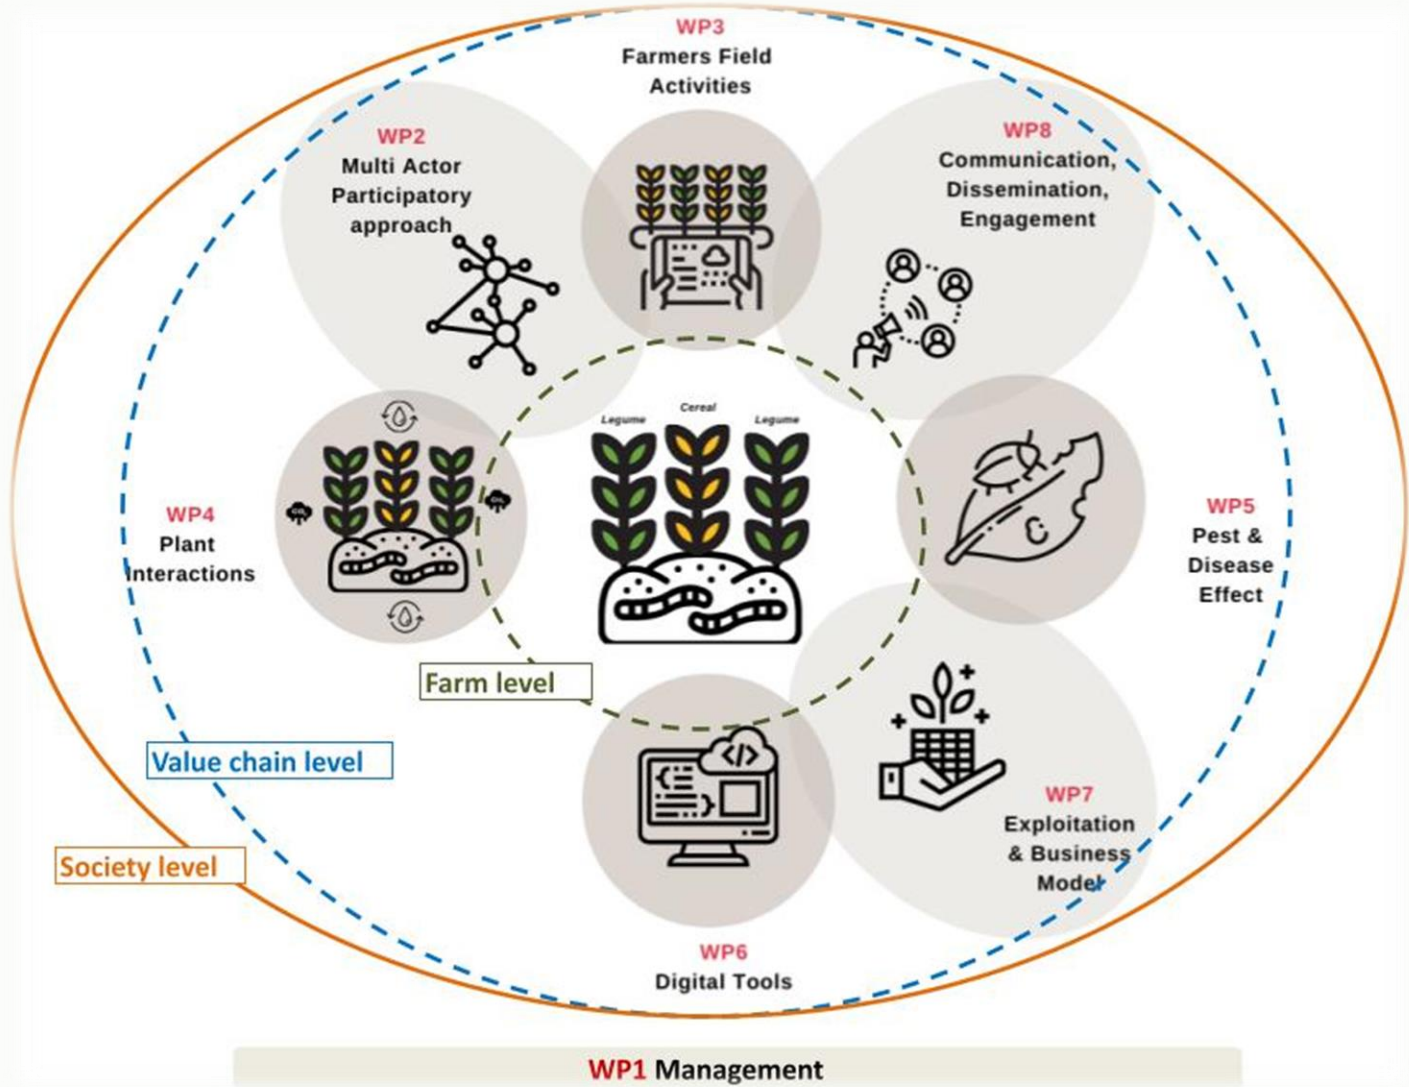 WP3
Farmers Field
Activities
WP2
Multi Actor
Participatory
approach
WP8
Communication,
Dissemination,
Engagement
Legume
Cereal
Legume
WP4
Plant
Interactions
WP5
Pest &
Disease
Effect
Farm level
Value chain level
Society level
WP7
Exploitation
& Business
Model
WP6
Digital Tools
WP1 Management